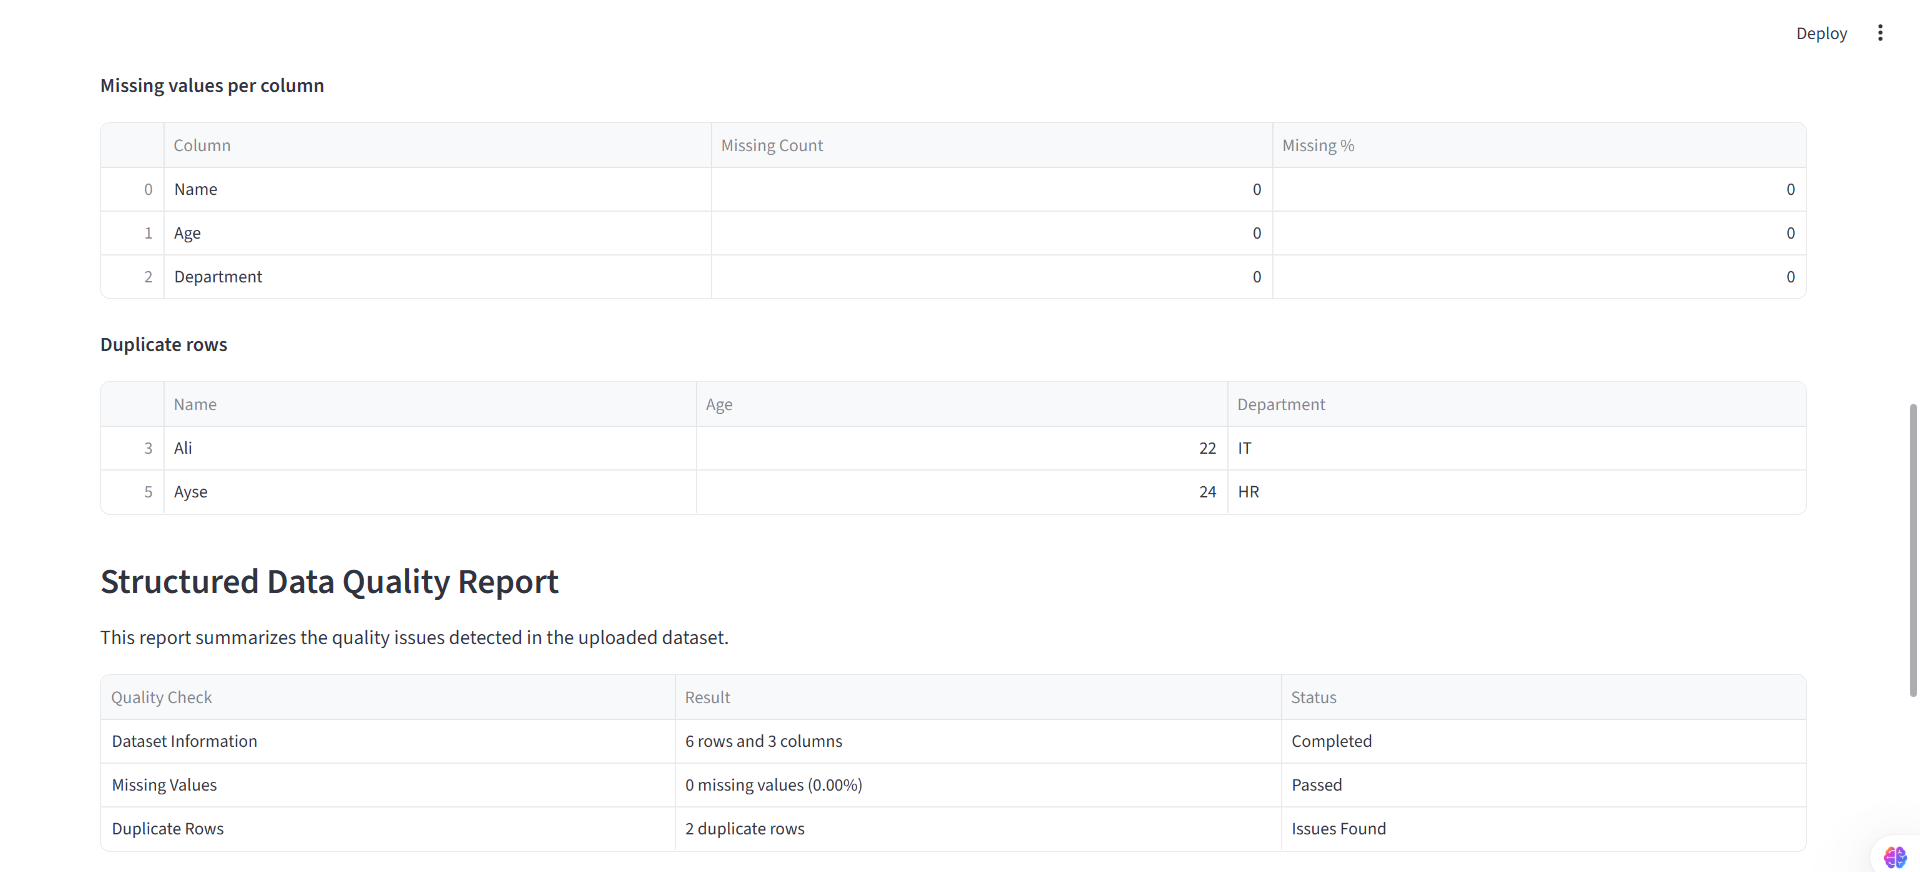 Deploy
Missing values per column
Column Missing Count Missing %
0 Name 0 0
1 Age 0 0
2 Department 0 0
Duplicate rows
Name Age Department
3 Ali 22 IT
5 Ayse 24 HR
Structured Data Quality Report
This report summarizes the quality issues detected in the uploaded dataset.
Quality Check Result Status
Dataset Information 6 rows and 3 columns Completed
Missing Values 0 missing values (0.00%) Passed
Duplicate Rows 2 duplicate rows Issues Found